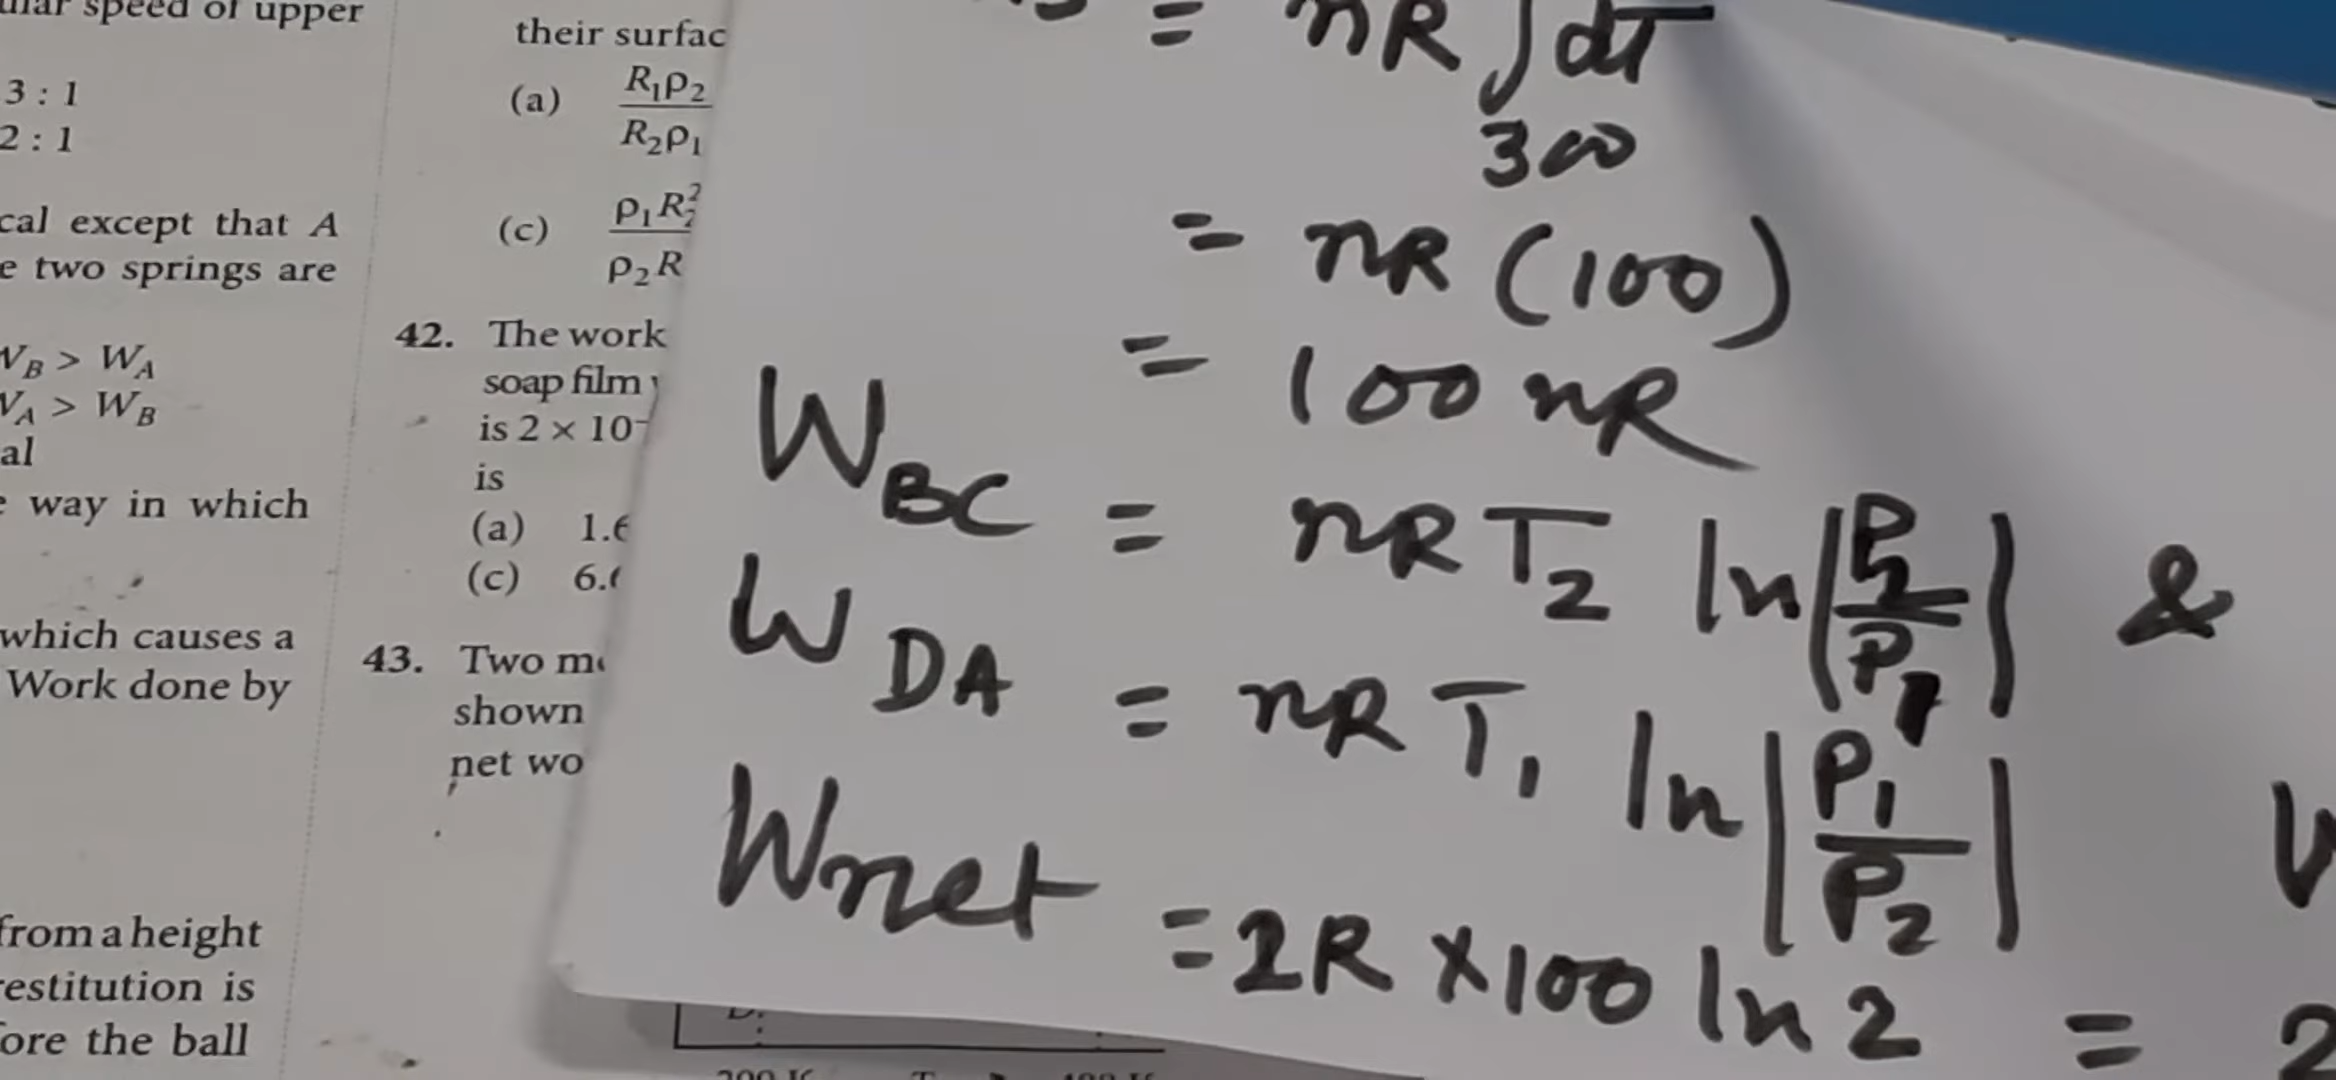 ular speed of upper
3 : 1
2 : 1
cal except that A
e two springs are
W_B > W_A
W_A > W_B
al
way in which
which causes a
Work done by
from a height
restitution is
fore the ball
their surfac
(a) R₁ρ₂ / R₂ρ₁
(c) ρ₁R₂² / ρ₂R
42. The work
soap film
is 2 × 10⁻
is
(a) 1.6
(c) 6.
43. Two m
shown
net wo
= nR ∫dT
300
= nR (100)
= 100 nR
W_BC = nRT₂ ln|P₂/P₁| &
W_DA = nRT₁ ln|P₁/P₂|
Wnet = 2R × 100 ln 2 = 2